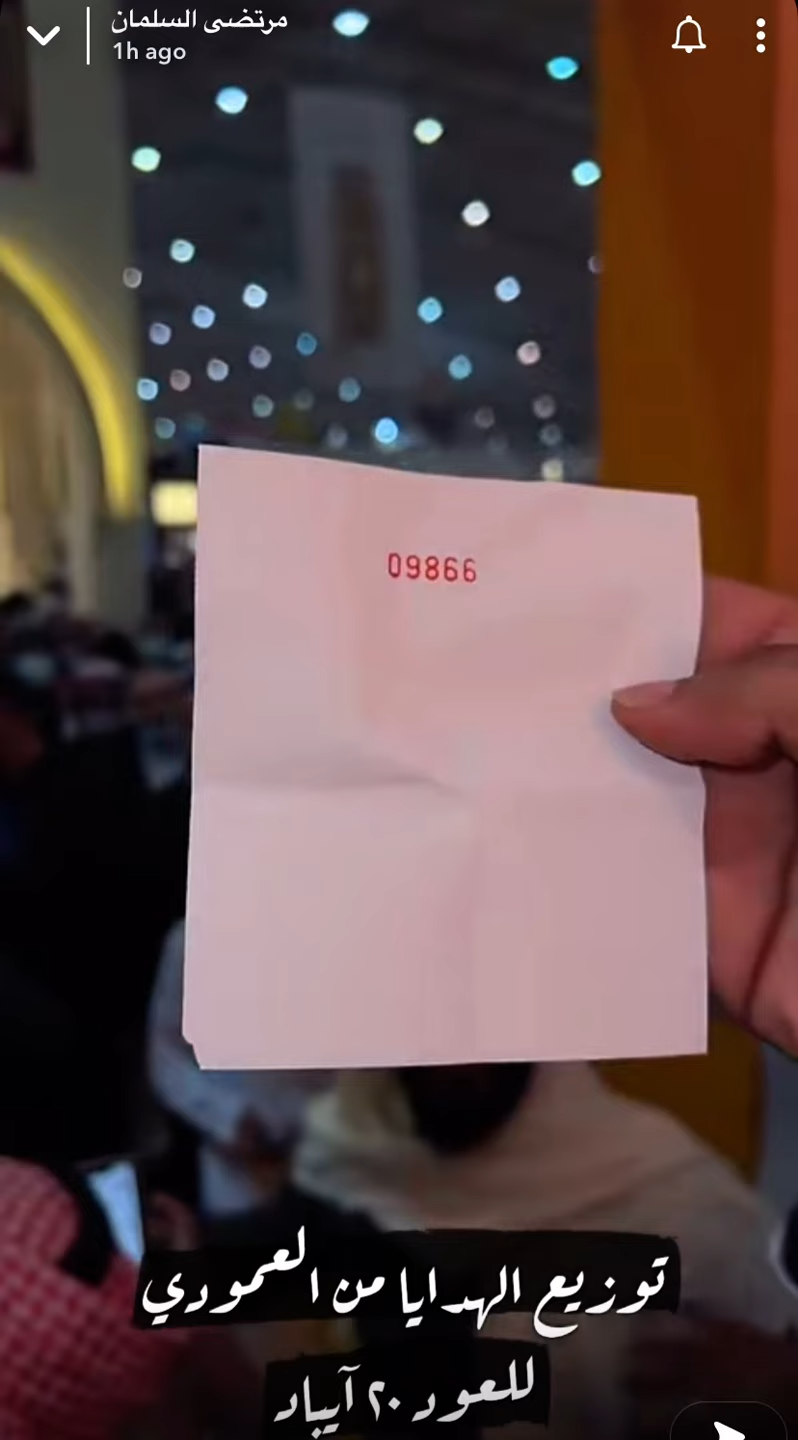 مرتضى السلمان
1h ago
09866
توزيع الهدايا من العمودي
للعود ٢٠ آيباد